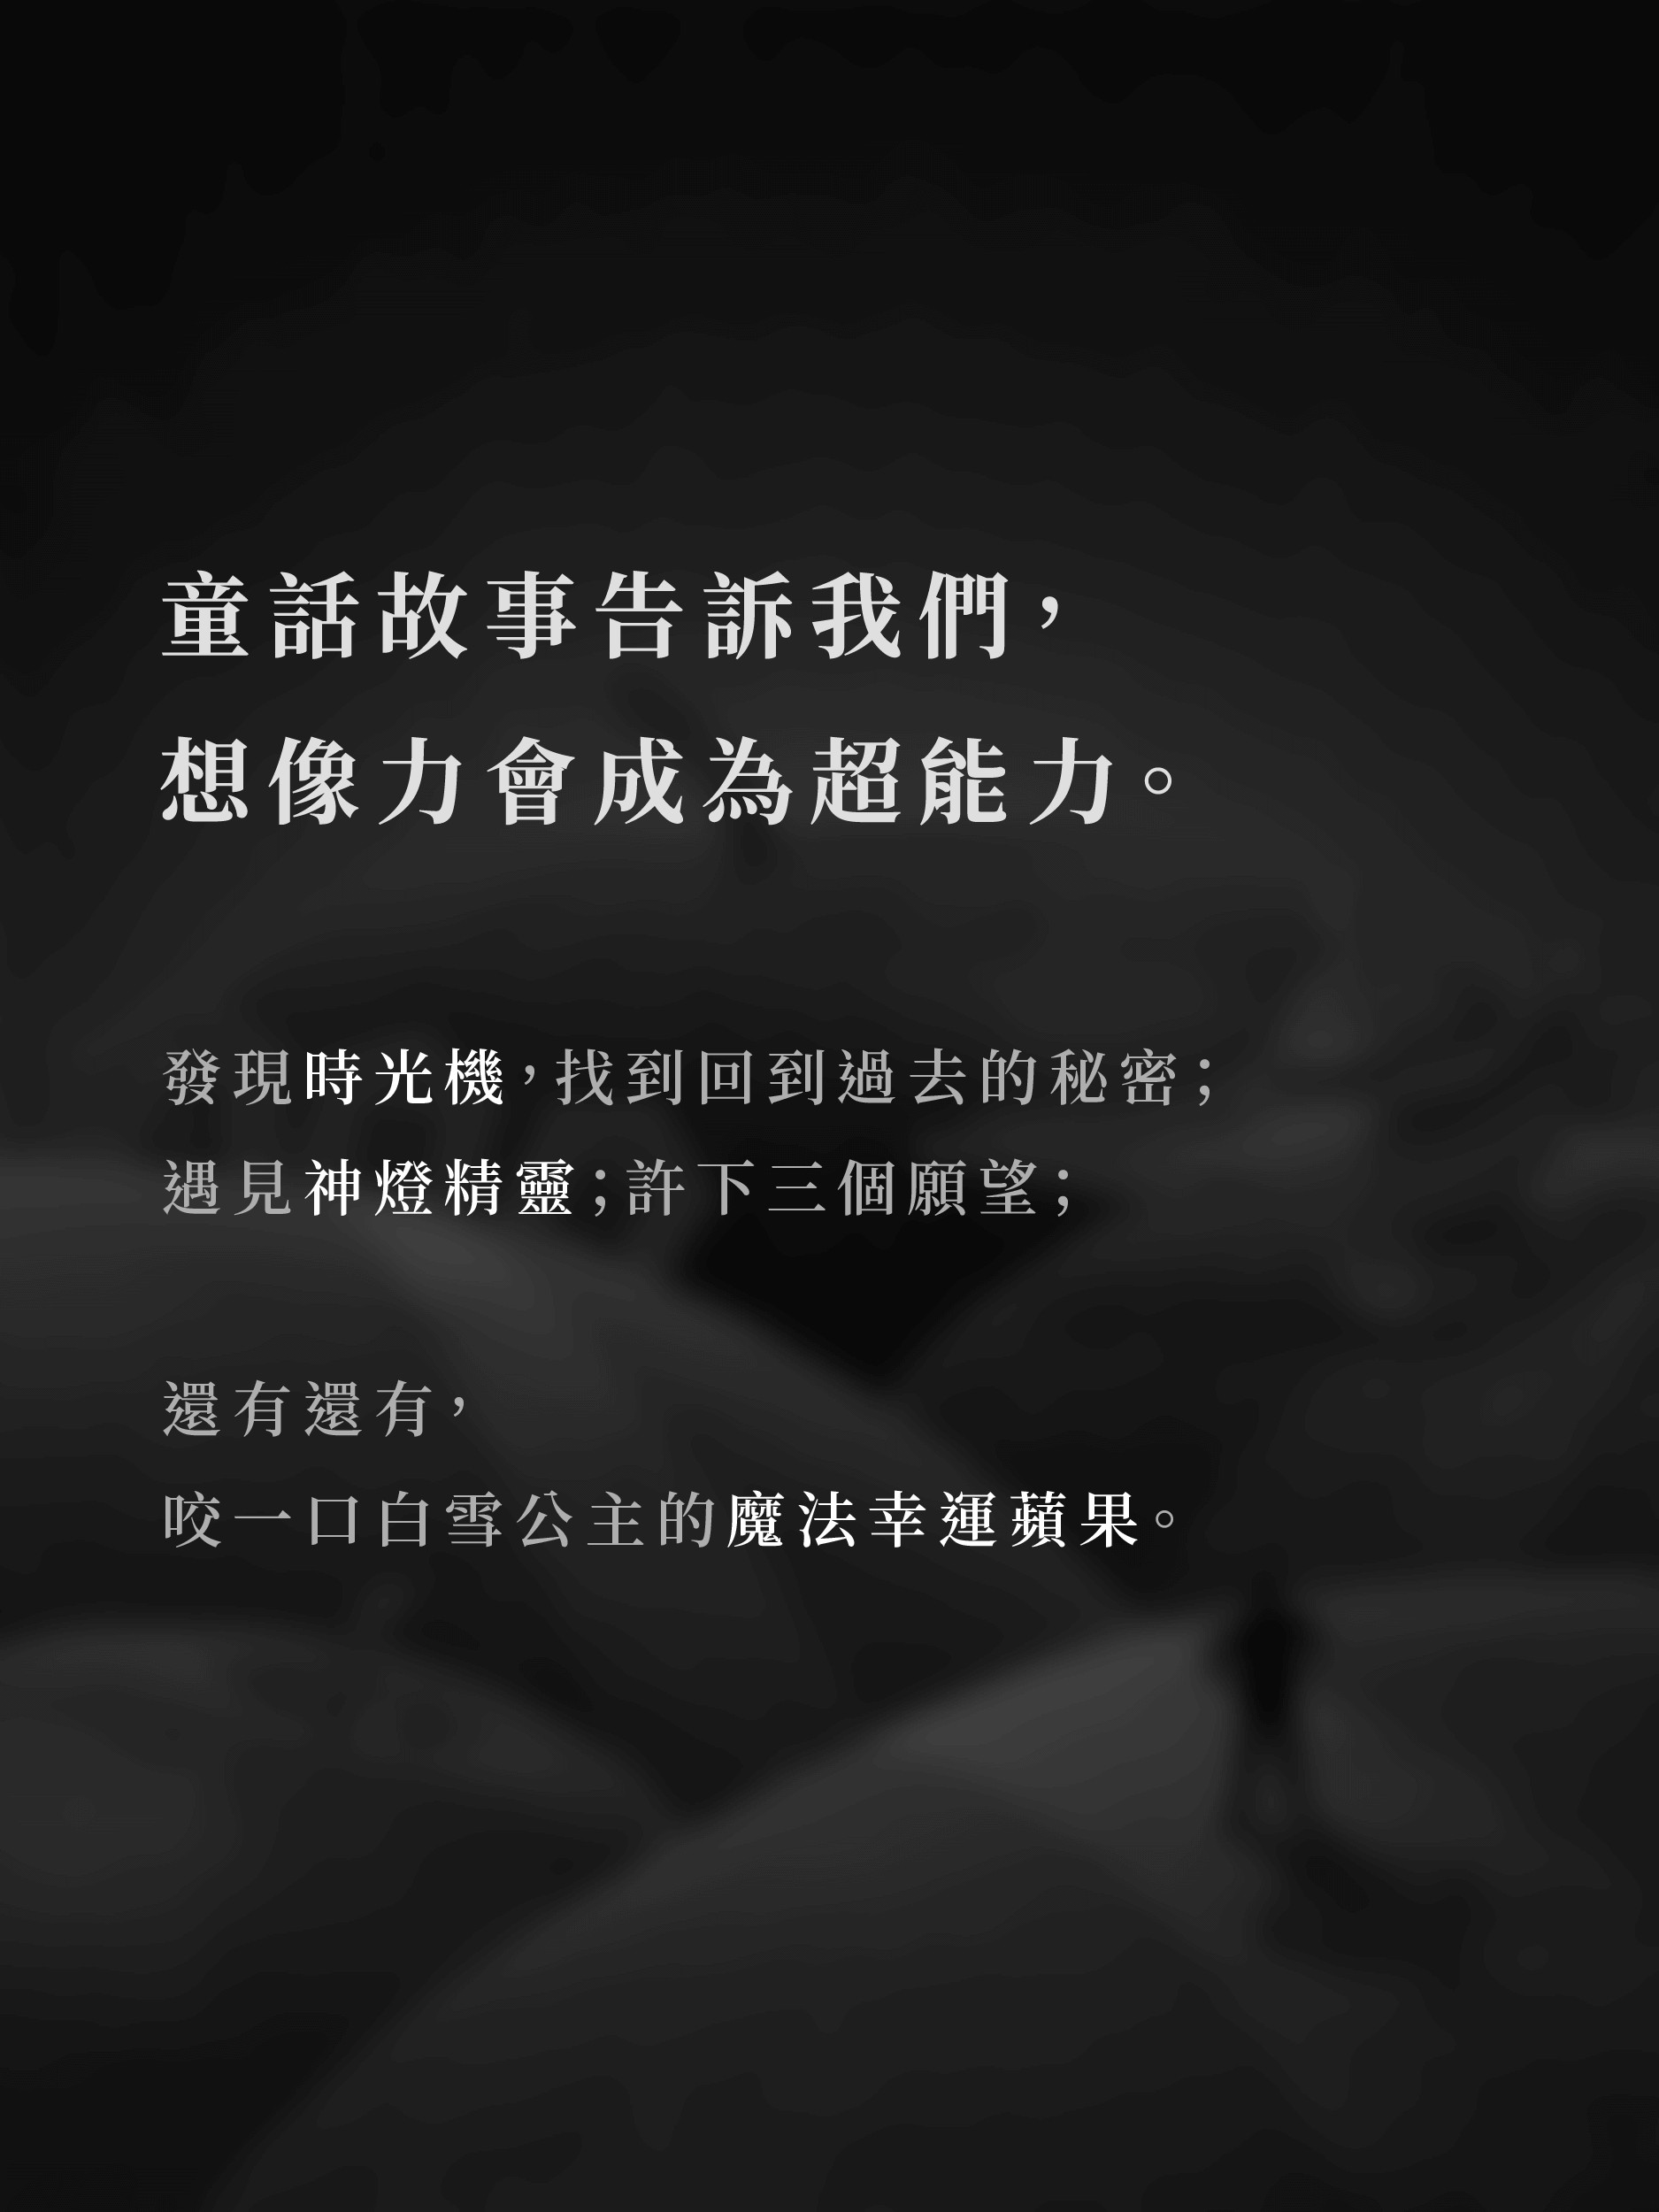 童話故事告訴我們，
想像力會成為超能力。
發現時光機，找到回到過去的秘密；
遇見神燈精靈；許下三個願望；
還有還有，
咬一口白雪公主的魔法幸運蘋果。